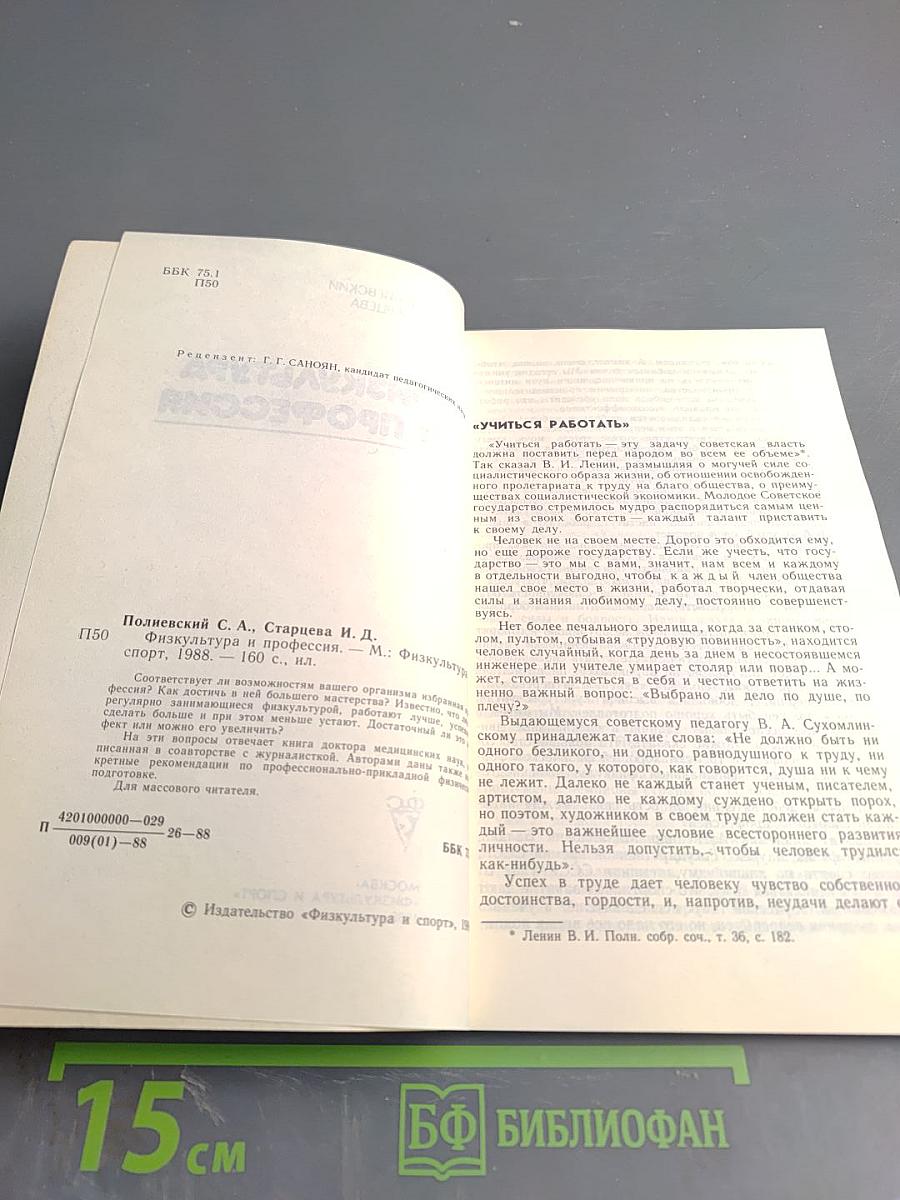 ББК 75.1
П50
Рецензент: Г. Г. САНОЯН, кандидат педагогических
Полиевский С. А., Старцева И. Д.
П50 Физкультура и профессия. — М.: Физкультура
спорт, 1988. — 160 с., ил.
Соответствует ли возможностям вашего организма избранная
фессия? Как достичь в ней большего мастерства? Известно, что
регулярно занимающиеся физкультурой, работают лучше,
сделать больше и при этом меньше устают. Достаточный ли это
фект или можно его увеличить?
На эти вопросы отвечает книга доктора медицинских наук,
писанная в соавторстве с журналисткой. Авторами даны также
кретные рекомендации по профессионально-прикладной
подготовке.
Для массового читателя.
П 4201000000—029
009(01)—88 26—88
ББК
© Издательство «Физкультура и спорт»,
«УЧИТЬСЯ РАБОТАТЬ»
«Учиться работать — эту задачу советская власть
должна поставить перед народом во всем ее объеме»*.
Так сказал В. И. Ленин, размышляя о могучей силе со-
циалистического образа жизни, об отношении освобожден-
ного пролетариата к труду на благо общества, о преиму-
ществах социалистической экономики. Молодое Советское
государство стремилось мудро распорядиться самым цен-
ным из своих богатств — каждый талант приставить
к своему делу.
Человек не на своем месте. Дорого это обходится ему,
но еще дороже государству. Если же учесть, что госу-
дарство — это мы с вами, значит, нам всем и каждому
в отдельности выгодно, чтобы каждый член общества
нашел свое место в жизни, работал творчески, отдавая
силы и знания любимому делу, постоянно совершенст-
вуясь.
Нет более печального зрелища, когда за станком, сто-
лом, пультом, отбывая «трудовую повинность», находится
человек случайный, когда день за днем в несостоявшемся
инженере или учителе умирает столяр или повар... А мо-
жет, стоит вглядеться в себя и честно ответить на жиз-
ненно важный вопрос: «Выбрано ли дело по душе, по
плечу?»
Выдающемуся советскому педагогу В. А. Сухомлин-
скому принадлежат такие слова: «Не должно быть ни
одного безликого, ни одного равнодушного к труду, ни
одного такого, у которого, как говорится, душа ни к чему
не лежит. Далеко не каждый станет ученым, писателем,
артистом, далеко не каждому суждено открыть порох,
но поэтом, художником в своем труде должен стать каж-
дый — это важнейшее условие всестороннего развития
личности. Нельзя допустить, чтобы человек трудился
как-нибудь».
Успех в труде дает человеку чувство собственно
достоинства, гордости, и, напротив, неудачи делают
* Ленин В. И. Полн. собр. соч., т. 36, с. 182.
15 см
БФ БИБЛИОФАН